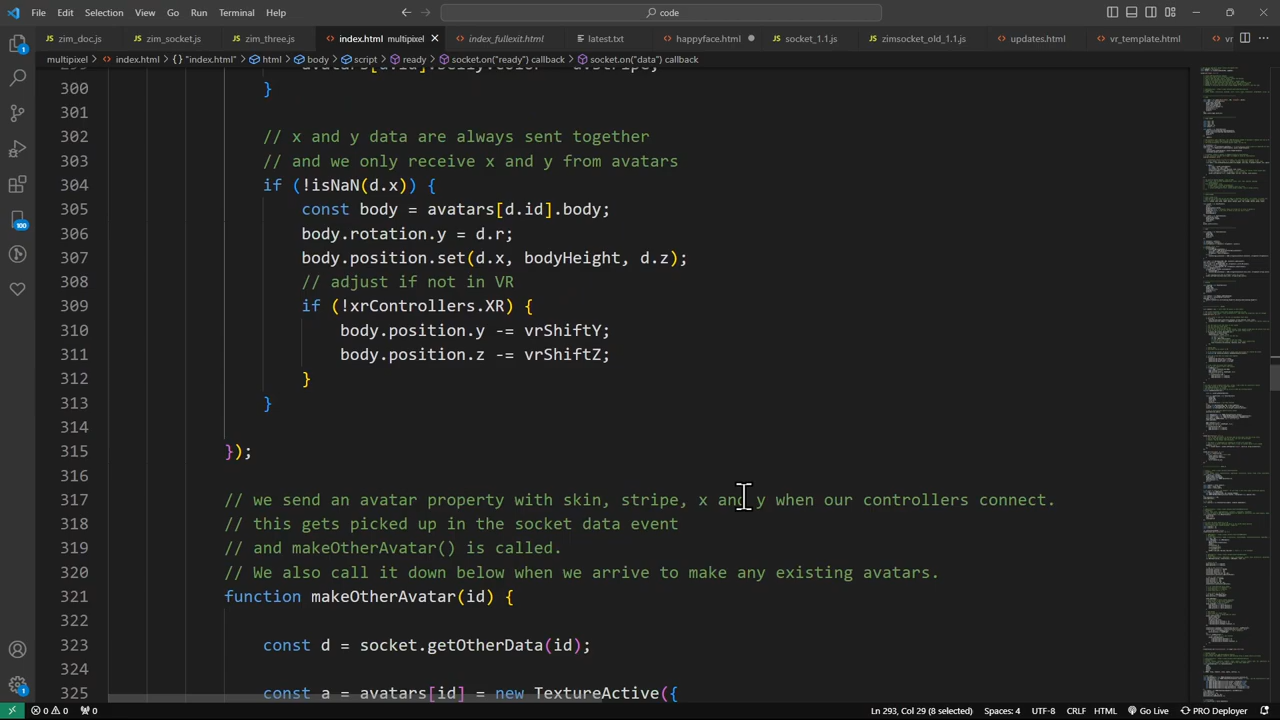 File Edit Selection View Go Run Terminal Help
code
zim_doc.js zim_socket.js zim_three.js index.html multipixel index_fullexit.html latest.txt happyface.html socket_1.1.js zimsocket_old_1.1.js updates.html vr_template.html vr
multipixel > index.html > {} "index.html" > html > body > script > ready > socket.on("ready") callback > socket.on("data") callback
300 }
301
302 // x and y data are always sent together
303 // and we only receive x and y from avatars
304 if (!isNaN(d.x)) {
305 const body = avatars[d.id].body;
306 body.rotation.y = d.r;
307 body.position.set(d.x, bodyHeight, d.z);
308 // adjust if not in VR
309 if (!xrControllers.XR) {
310 body.position.y -= vrShiftY;
311 body.position.z -= vrShiftZ;
312 }
313 }
314
315 });
316
317 // we send an avatar property with skin, stripe, x and y when our controllers connect.
318 // this gets picked up in the socket data event
319 // and makeOtherAvatar() is called.
320 // We also call it down below when we arrive to make any existing avatars.
321 function makeOtherAvatar(id) {
322
323 const d = socket.getOtherData(id);
324
325 const a = avatars[id] = new TextureActive({
1
100
1
0 0 0 Ln 293, Col 29 (8 selected) Spaces: 4 UTF-8 CRLF HTML Go Live PRO Deployer